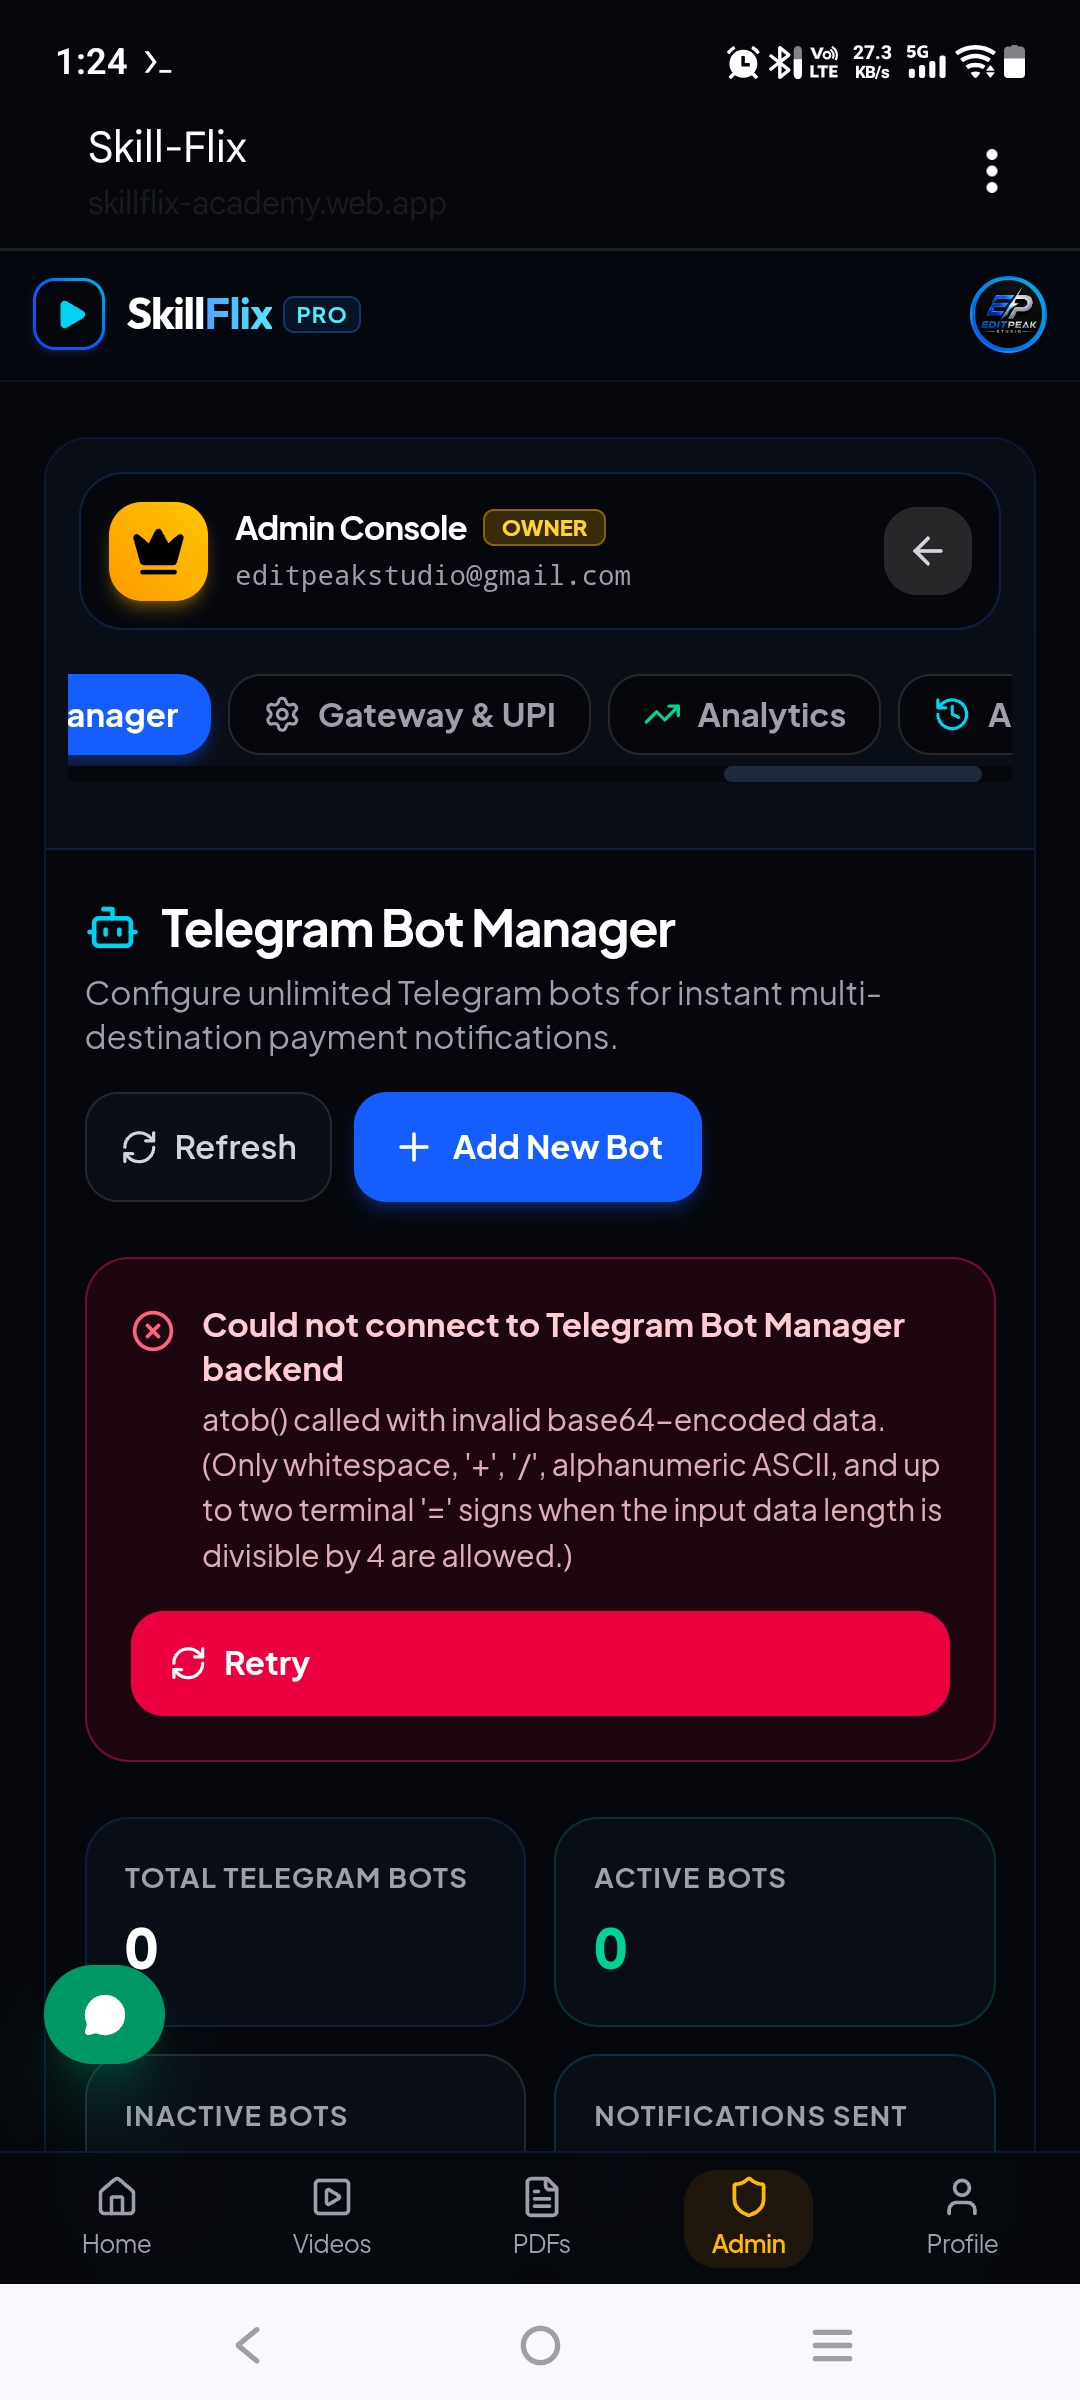 1:24
Vo))
LTE
27.3
KB/s
5G
Skill-Flix
skillflix-academy.web.app
SkillFlix PRO
EP
EDITPEAK
STUDIO
Admin Console OWNER
editpeakstudio@gmail.com
anager
Gateway & UPI
Analytics
A
Telegram Bot Manager
Configure unlimited Telegram bots for instant multi-
destination payment notifications.
Refresh
Add New Bot
Could not connect to Telegram Bot Manager
backend
atob() called with invalid base64-encoded data.
(Only whitespace, '+', '/', alphanumeric ASCII, and up
to two terminal '=' signs when the input data length is
divisible by 4 are allowed.)
Retry
TOTAL TELEGRAM BOTS
0
ACTIVE BOTS
0
INACTIVE BOTS
NOTIFICATIONS SENT
Home
Videos
PDFs
Admin
Profile